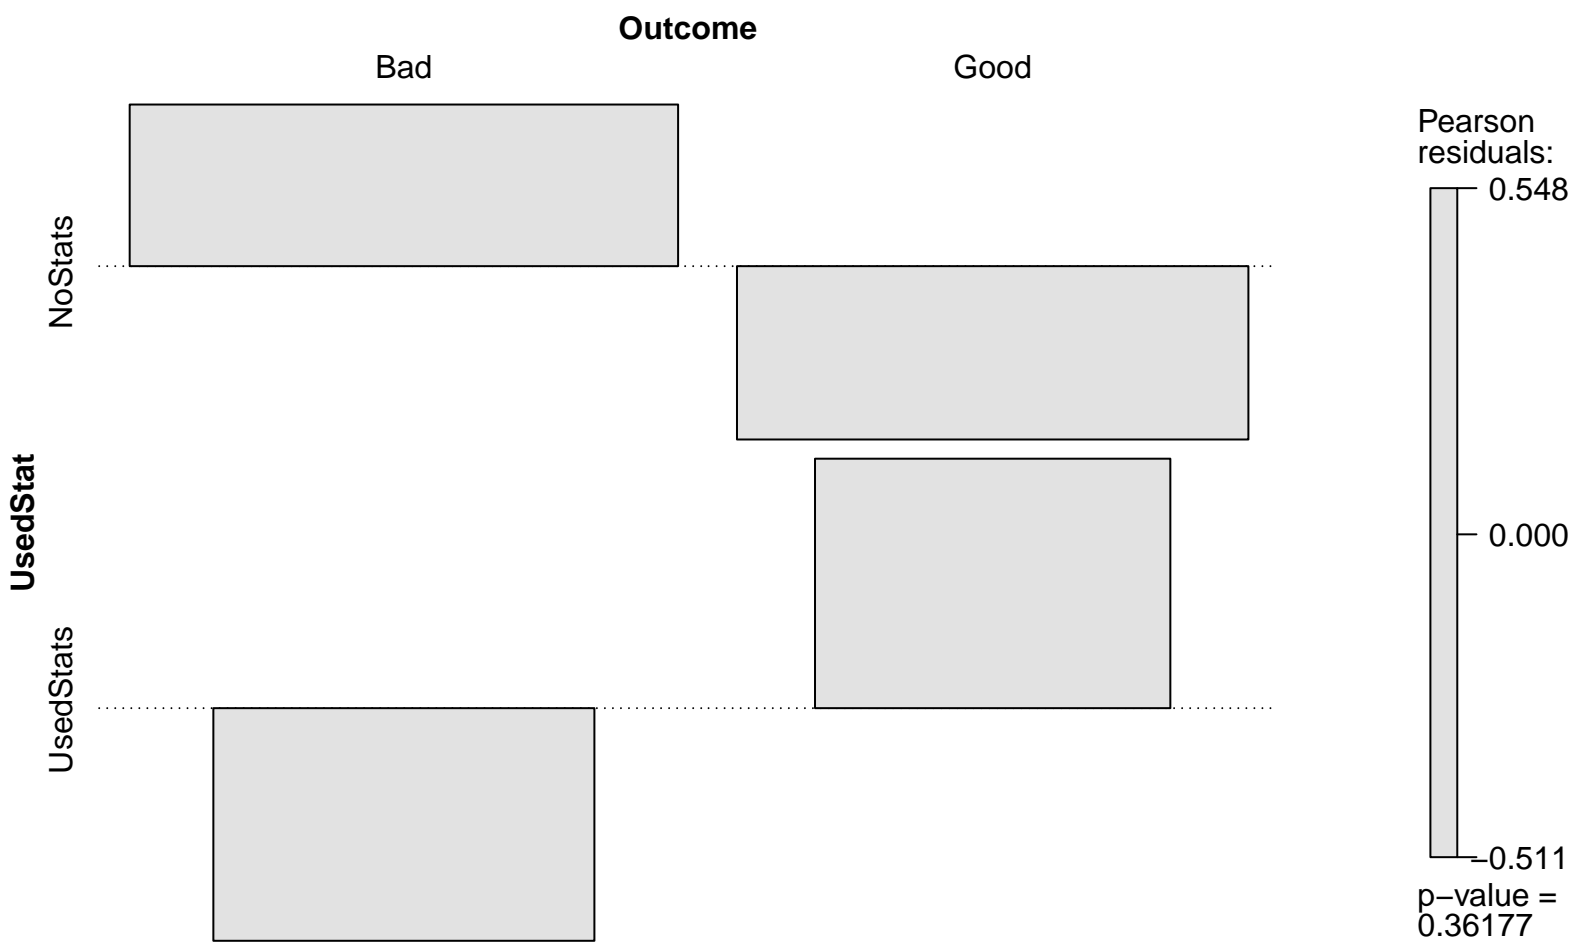 Outcome
Bad
Good
UsedStat
NoStats
UsedStats
Pearson
residuals:
0.548
0.000
−0.511
p−value =
0.36177